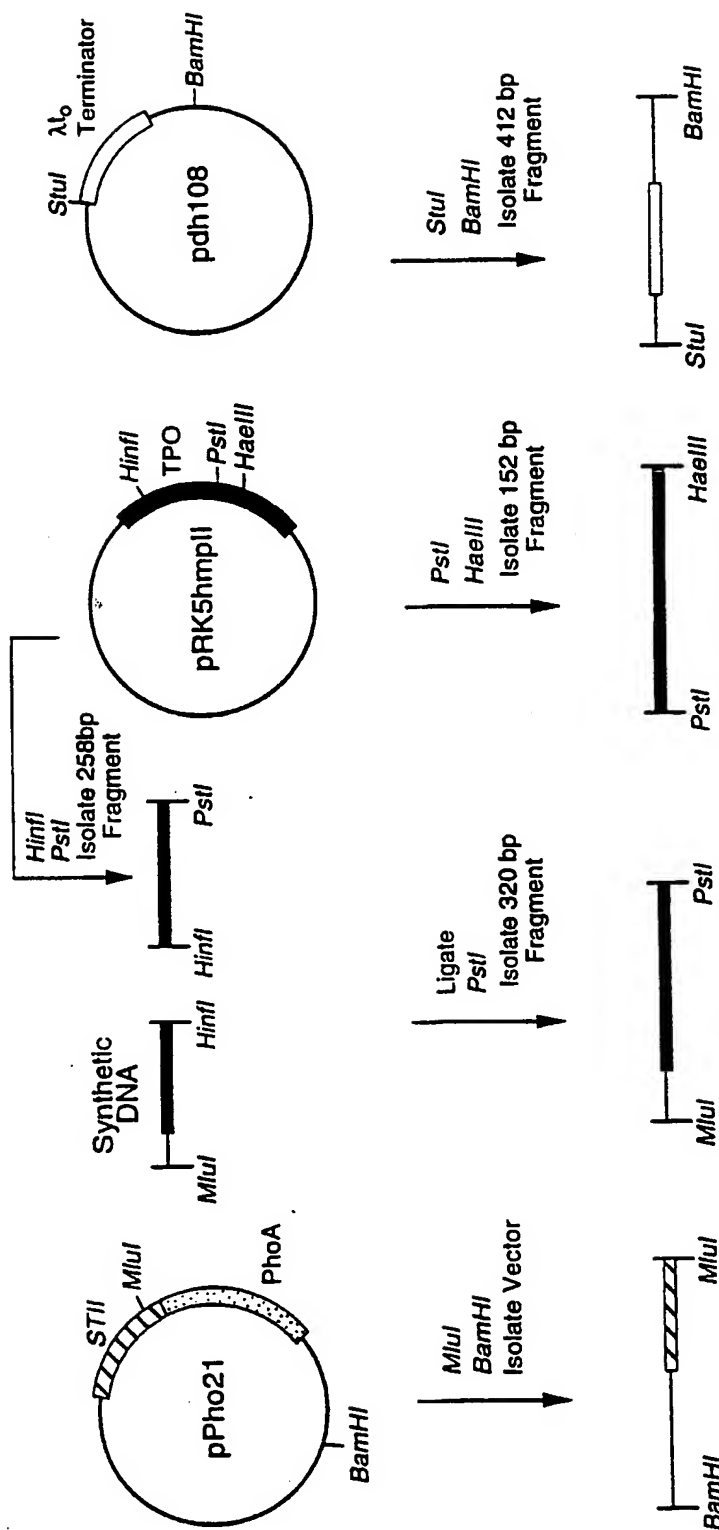 STII
MluI
pPho21
PhoA
BamHI
Synthetic
DNA
MluI
HinfI
HinfI
PstI
Isolate 258bp
Fragment
HinfI
PstI
HinfI
TPO
PstI
HaeIII
pRK5hmpII
StuI
λt₀
Terminator
BamHI
pdh108
MluI
BamHI
Isolate Vector
Ligate
PstI
Isolate 320 bp
Fragment
PstI
HaeIII
Isolate 152 bp
Fragment
StuI
BamHI
Isolate 412 bp
Fragment
BamHI
MluI
MluI
PstI
PstI
HaeIII
StuI
BamHI